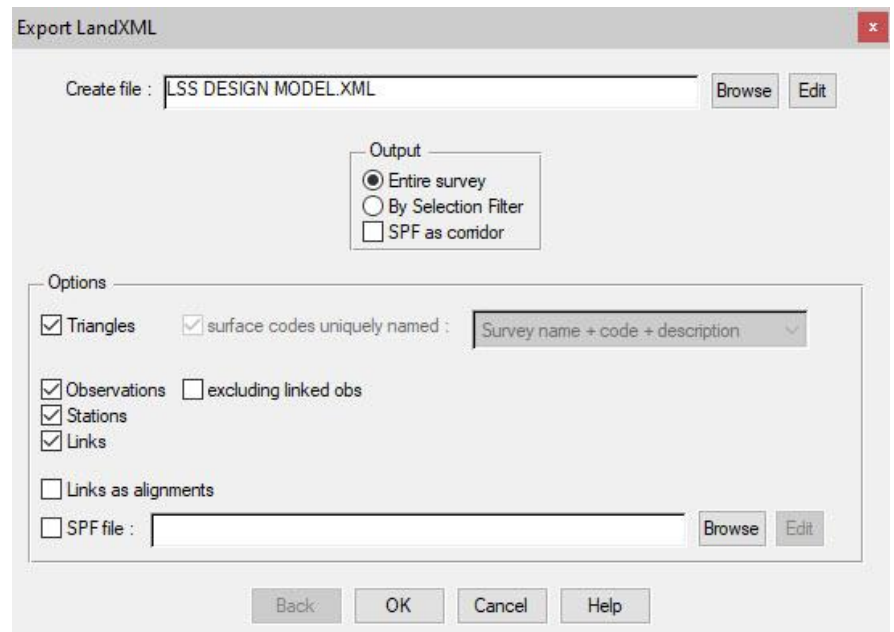 Export LandXML
x
Create file : LSS DESIGN MODEL.XML Browse Edit
Output
Entire survey
By Selection Filter
SPF as corridor
Options
Triangles surface codes uniquely named : Survey name + code + description
Observations excluding linked obs
Stations
Links
Links as alignments
SPF file : Browse Edit
Back OK Cancel Help